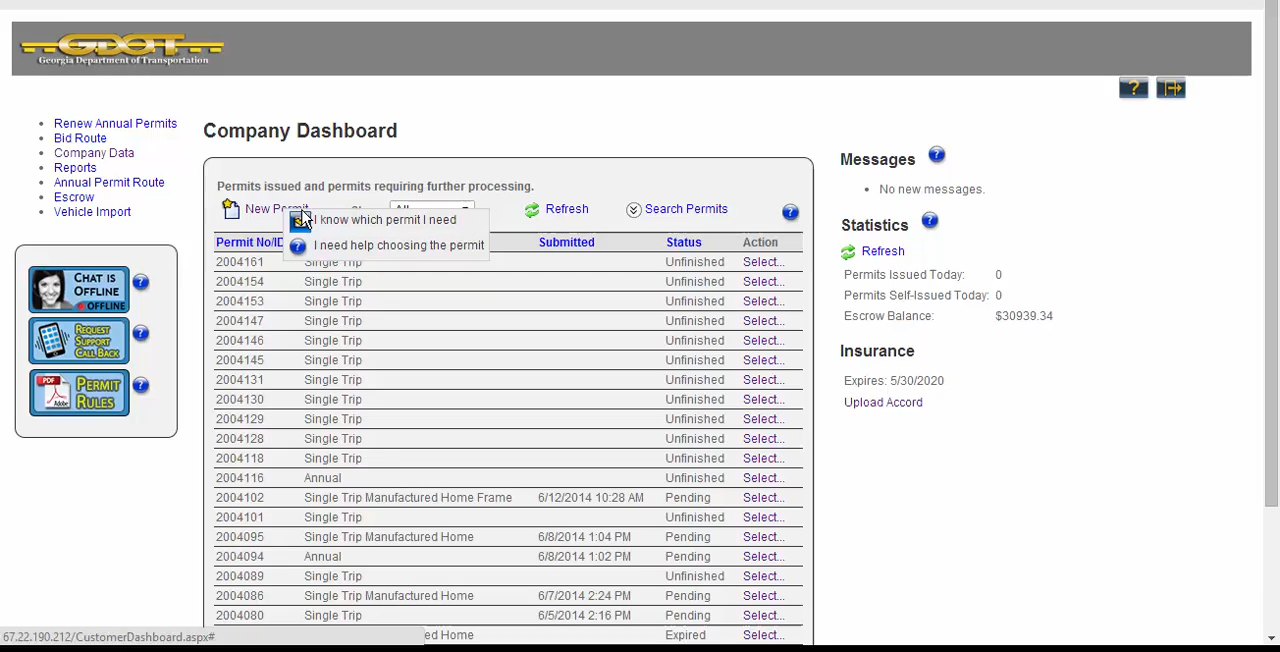 GDOT
Georgia Department of Transportation
?
Renew Annual Permits
Bid Route
Company Data
Reports
Annual Permit Route
Escrow
Vehicle Import
CHAT IS
OFFLINE
OFFLINE
?
REQUEST
SUPPORT
CALL BACK
?
PDF
Adobe
PERMIT
RULES
?
Company Dashboard
Permits issued and permits requiring further processing.
New Permit
All
Refresh
Search Permits
?
I know which permit I need
? I need help choosing the permit
Permit No/ID Submitted Status Action
2004161 Single Trip Unfinished Select...
2004154 Single Trip Unfinished Select...
2004153 Single Trip Unfinished Select...
2004147 Single Trip Unfinished Select...
2004146 Single Trip Unfinished Select...
2004145 Single Trip Unfinished Select...
2004131 Single Trip Unfinished Select...
2004130 Single Trip Unfinished Select...
2004129 Single Trip Unfinished Select...
2004128 Single Trip Unfinished Select...
2004118 Single Trip Unfinished Select...
2004116 Annual Unfinished Select...
2004102 Single Trip Manufactured Home Frame 6/12/2014 10:28 AM Pending Select...
2004101 Single Trip Unfinished Select...
2004095 Single Trip Manufactured Home 6/8/2014 1:04 PM Pending Select...
2004094 Annual 6/8/2014 1:02 PM Pending Select...
2004089 Single Trip Unfinished Select...
2004086 Single Trip Manufactured Home 6/7/2014 2:24 PM Pending Select...
2004080 Single Trip 6/5/2014 2:16 PM Pending Select...
ed Home Expired Select...
Messages ?
No new messages.
Statistics ?
Refresh
Permits Issued Today: 0
Permits Self-Issued Today: 0
Escrow Balance: $30939.34
Insurance
Expires: 5/30/2020
Upload Accord
67.22.190.212/CustomerDashboard.aspx#